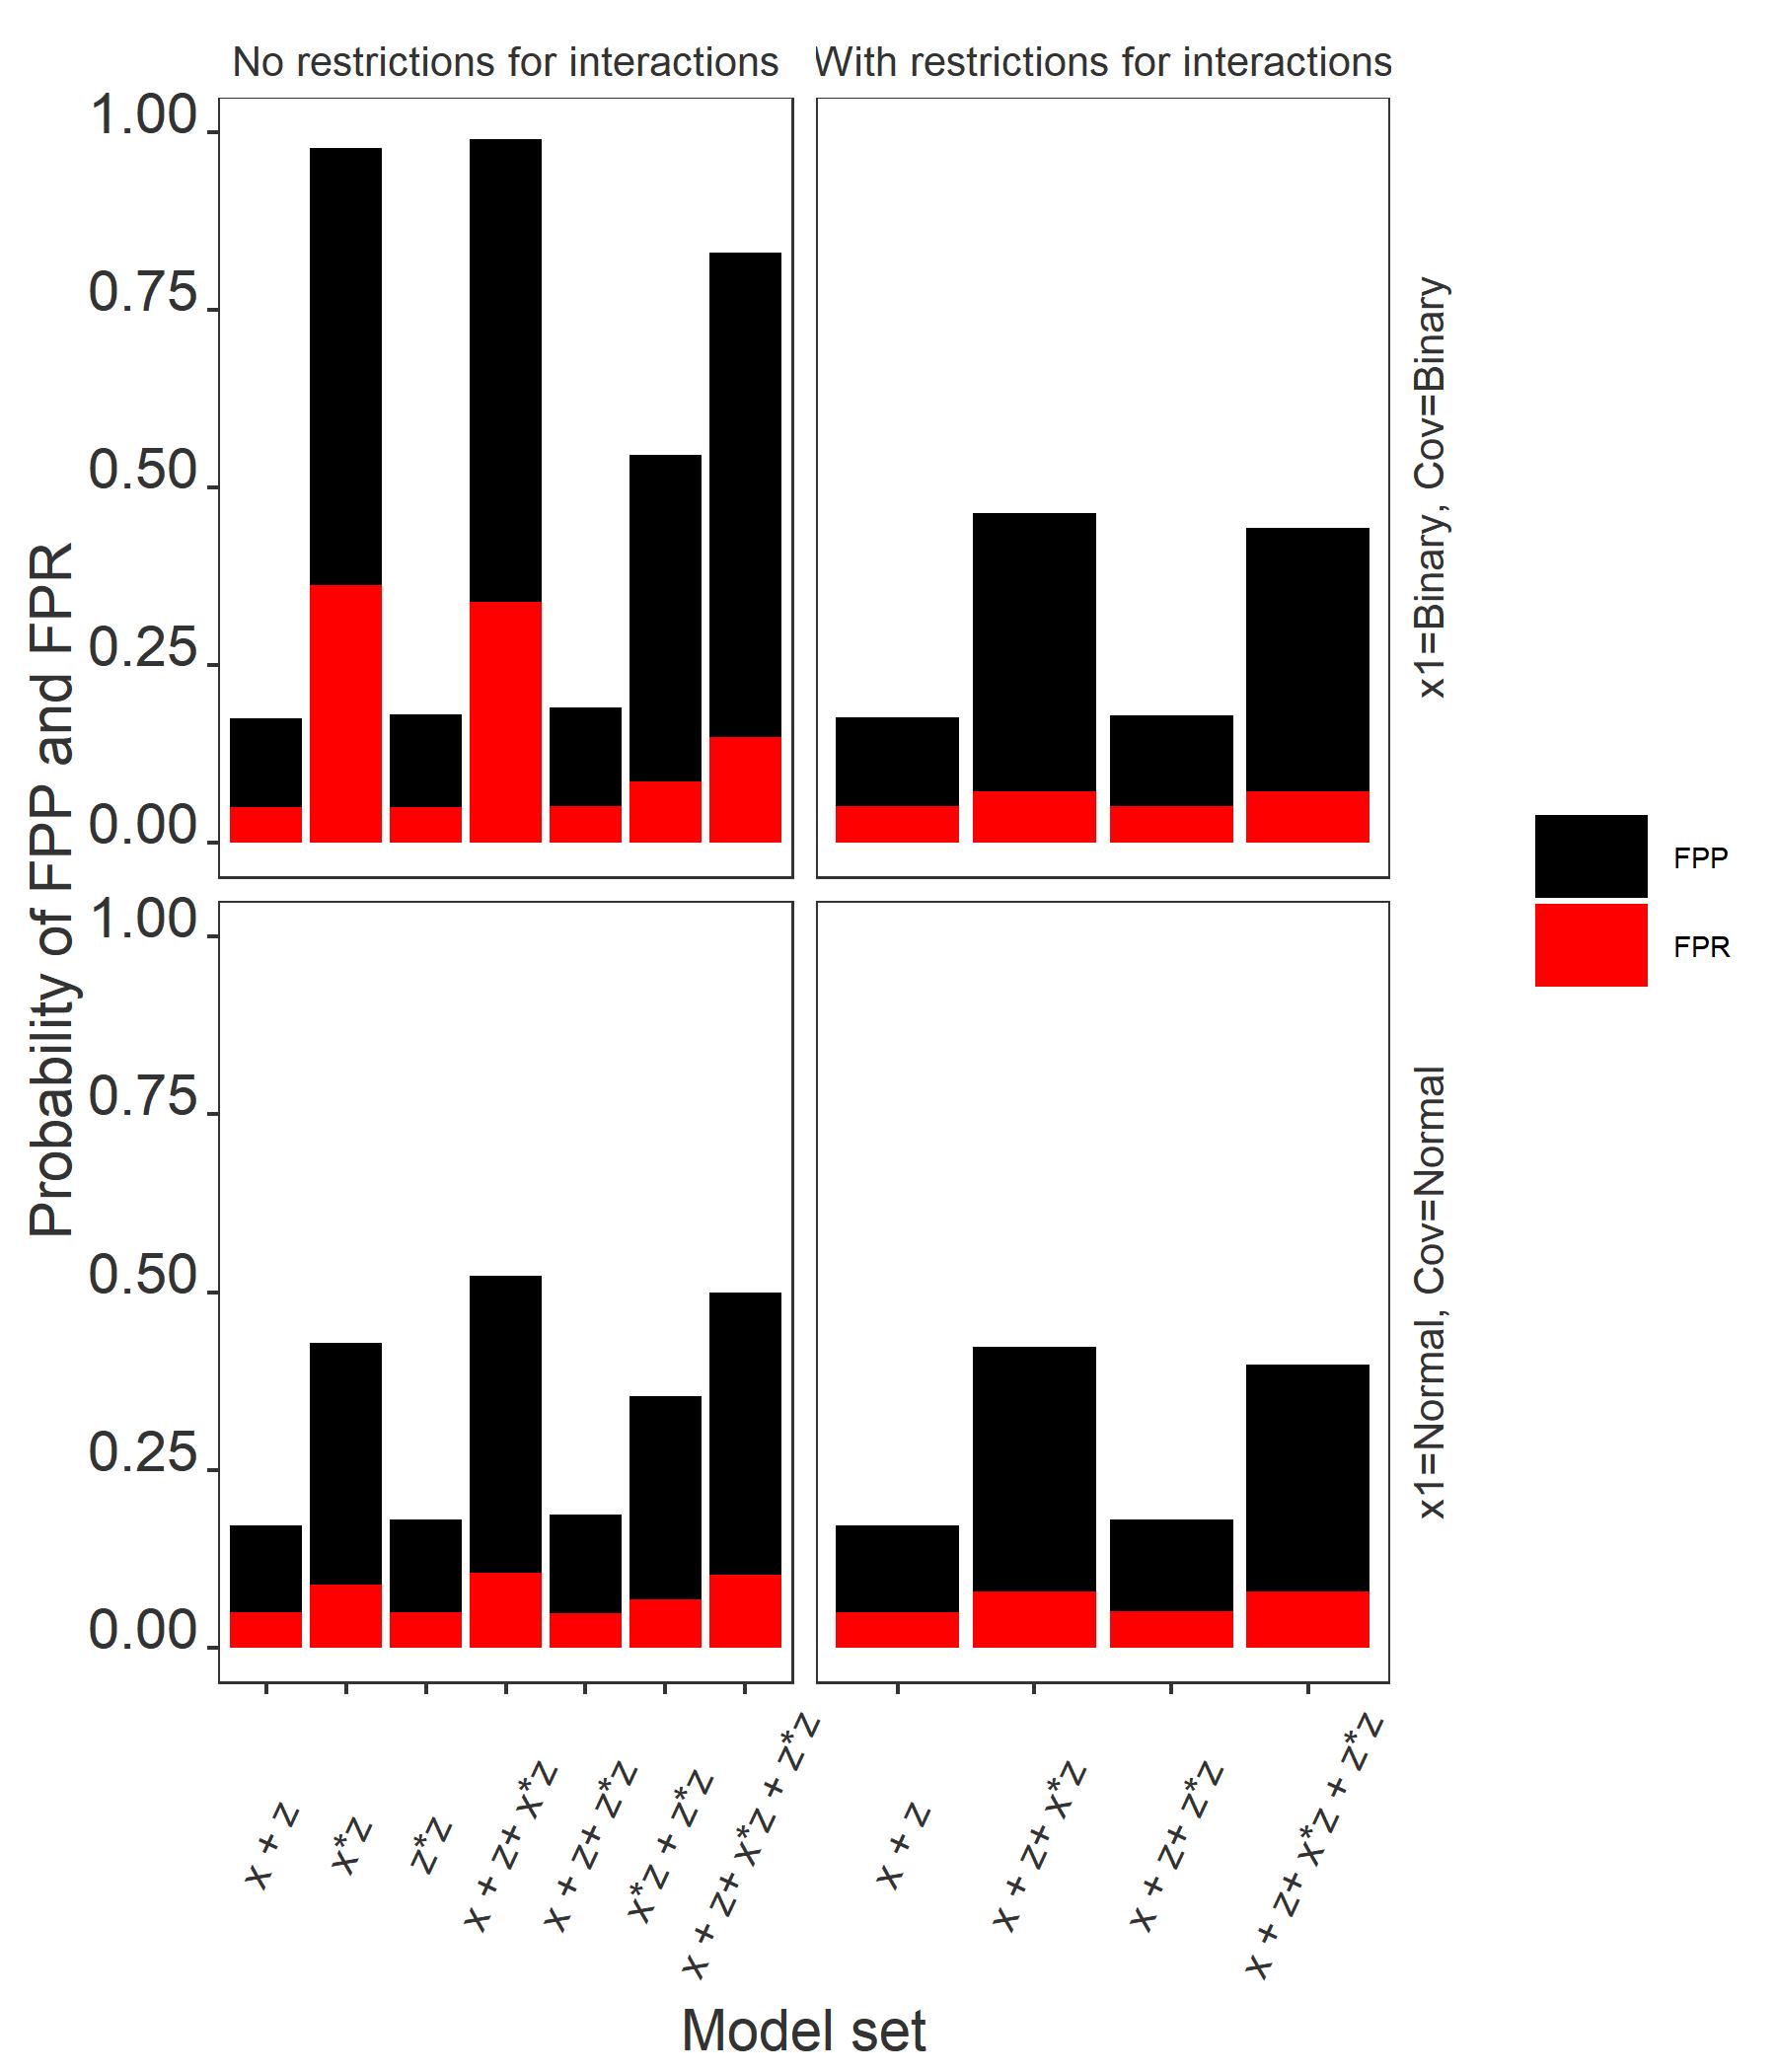 No restrictions for interactions
With restrictions for interactions
1.00
0.75
0.50
0.25
0.00
x1=Binary, Cov=Binary
1.00
0.75
0.50
0.25
0.00
x1=Normal, Cov=Normal
Probability of FPP and FPR
FPP
FPR
x + z
x*z
z*z
x + z+ x*z
x + z+ z*z
x*z + z*z
x + z+ x*z + z*z
x + z
x + z+ x*z
x + z+ z*z
x + z+ x*z + z*z
Model set